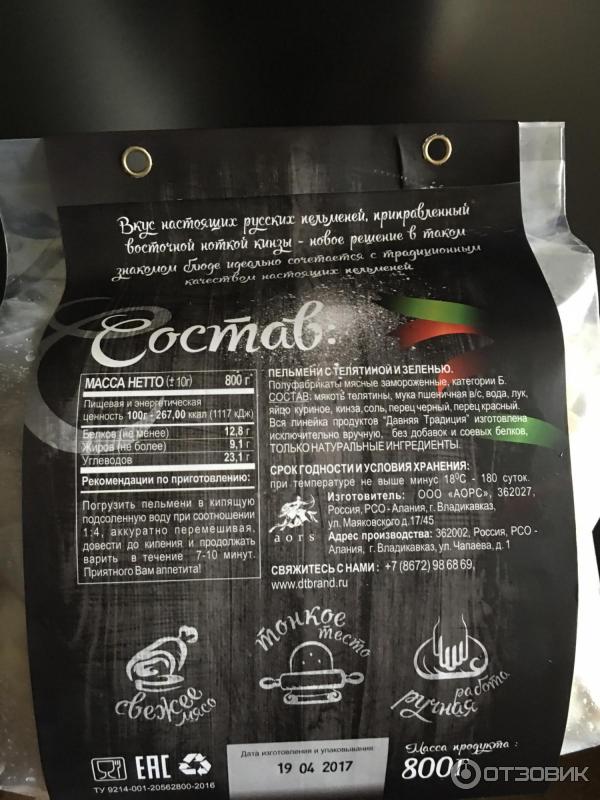 Вкус настоящих русских пельменей, приправленный
восточной ноткой кинзы - новое решение в таком
знакомом блюде идеально сочетается с традиционным
качеством настоящих пельменей.
Состав:
МАССА НЕТТО (± 10г) 800 г
Пищевая и энергетическая
ценность 100г - 267,00 ккал (1117 кДж)
Белков (не менее) 12,8 г
Жиров (не более) 9,1 г
Углеводов 23,1 г
Рекомендации по приготовлению:
Погрузить пельмени в кипящую
подсоленную воду при соотношении
1:4, аккуратно перемешивая,
довести до кипения и продолжать
варить в течение 7-10 минут.
Приятного Вам аппетита!
ПЕЛЬМЕНИ С ТЕЛЯТИНОЙ И ЗЕЛЕНЬЮ.
Полуфабрикаты мясные замороженные, категории Б.
СОСТАВ: мякоть телятины, мука пшеничная в/с, вода, лук,
яйцо куриное, кинза, соль, перец черный, перец красный.
Вся линейка продуктов "Давняя Традиция" изготовлена
исключительно вручную, без добавок и соевых белков,
ТОЛЬКО НАТУРАЛЬНЫЕ ИНГРЕДИЕНТЫ.
СРОК ГОДНОСТИ И УСЛОВИЯ ХРАНЕНИЯ:
при температуре не выше минус 18⁰С - 180 суток.
Изготовитель: ООО «АОРС», 362027,
Россия, РСО - Алания, г. Владикавказ,
ул. Маяковского д.17/45
Адрес производства: 362002, Россия, РСО -
Алания, г. Владикавказ, ул. Чапаева, д. 1
aors
СВЯЖИТЕСЬ С НАМИ: +7 (8672) 98 68 69,
www.dtbrand.ru
свежее
мясо
тонкое
тесто
ручная
работа
EAC
ТУ 9214-001-20562800-2016
Дата изготовления и упаковывания:
19 04 2017
Масса продукта :
800г
ОТЗОВИК